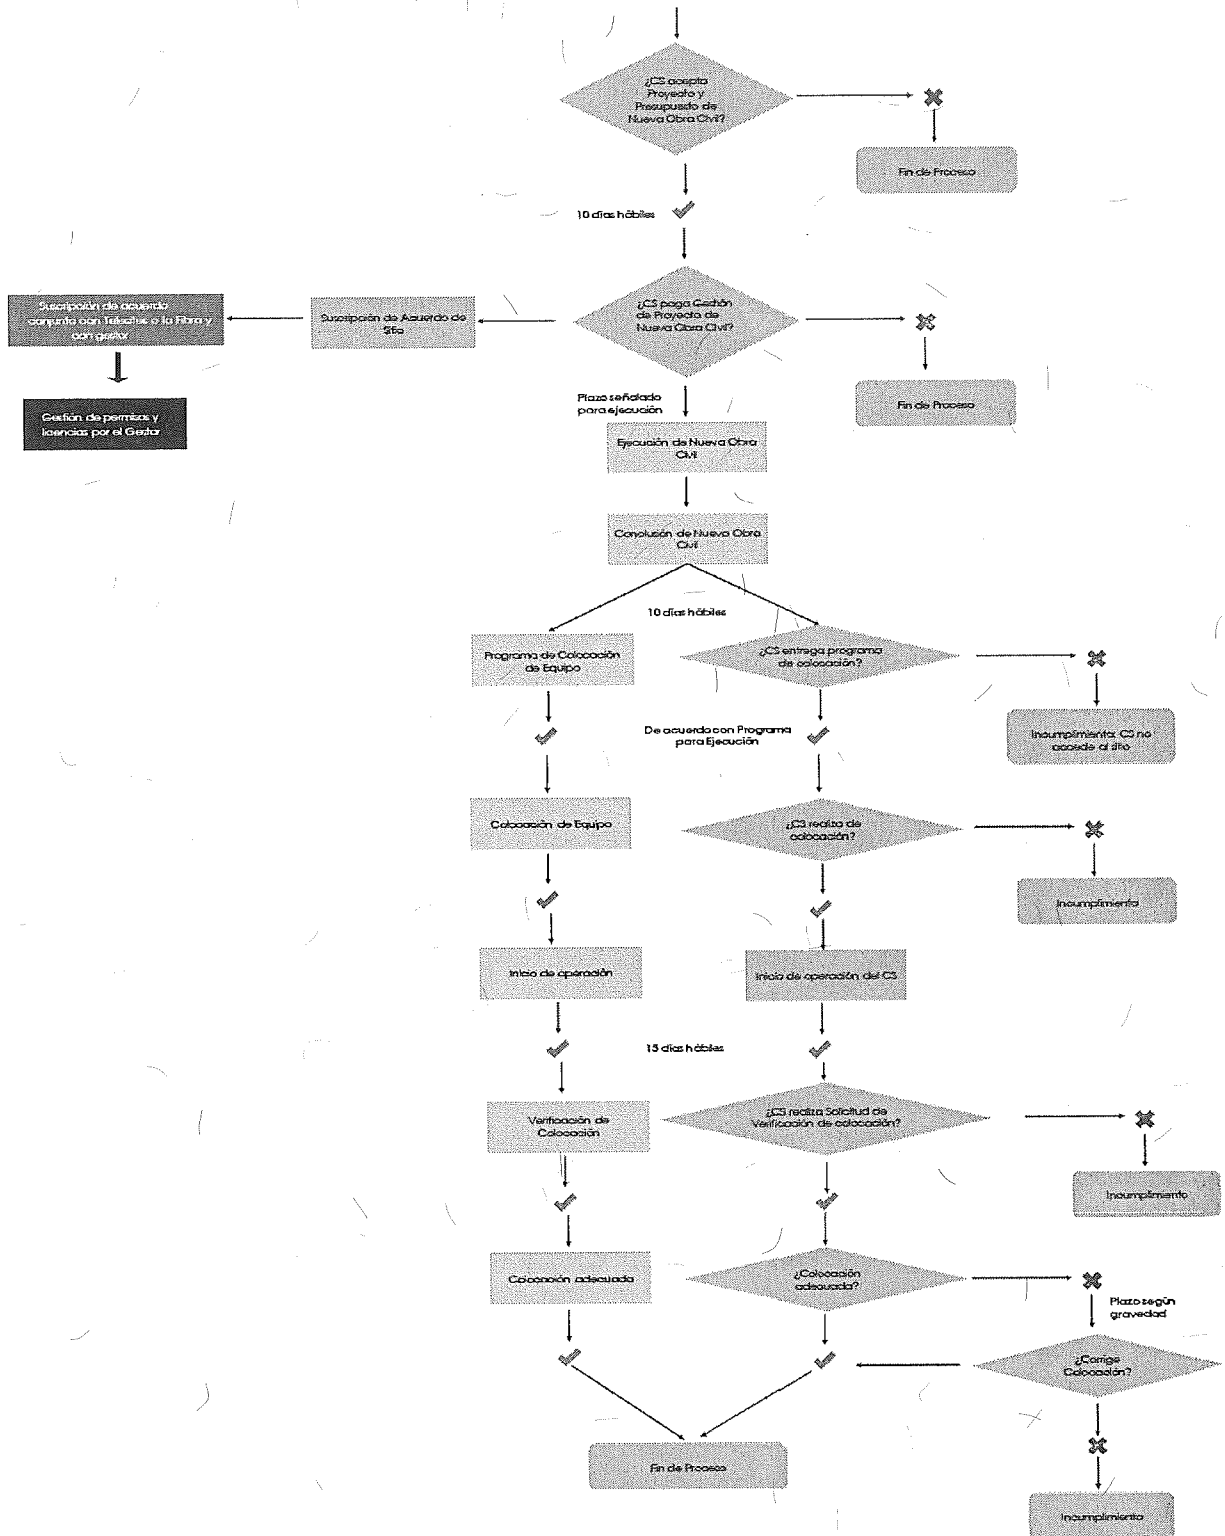 ¿CS acepta
Proyecto y
Presupuesto de
Nueva Obra Civil?
Fin de Proceso
10 días hábiles
Suscripción de acuerdo
conjunto con Telesites o la Filara y
con gestor
Suscripción de Acuerdo de
Sitio
¿CS paga Gestión
de Proyecto de
Nueva Obra Civil?
Fin de Proceso
Gestión de permisos y
licencias por el Gestor
Plazo señalado
para ejecución
Ejecución de Nueva Obra
Civil
Conclusión de Nueva Obra
Civil
10 días hábiles
Programa de Colocación
de Equipo
¿CS entrega programa
de colocación?
De acuerdo con Programa
para Ejecución
Incumplimiento: CS no
accede al sitio
Colocación de Equipo
¿CS realiza de
colocación?
Incumplimiento
Inicio de operación
Inicio de operación del CS
15 días hábiles
Verificación de
Colocación
¿CS realiza Solicitud de
Verificación de colocación?
Incumplimiento
Colocación adecuada
¿Colocación
adecuada?
Plazo según
gravedad
¿Corrige
Colocación?
Fin de Proceso
Incumplimiento